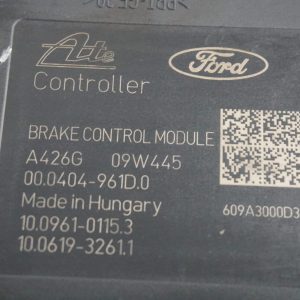 Ate
Ford
Controller
BRAKE CONTROL MODULE
A426G 09W445
00.0404-961D.0
Made in Hungary
609A3000D3
10.0961-0115.3
10.0619-3261.1